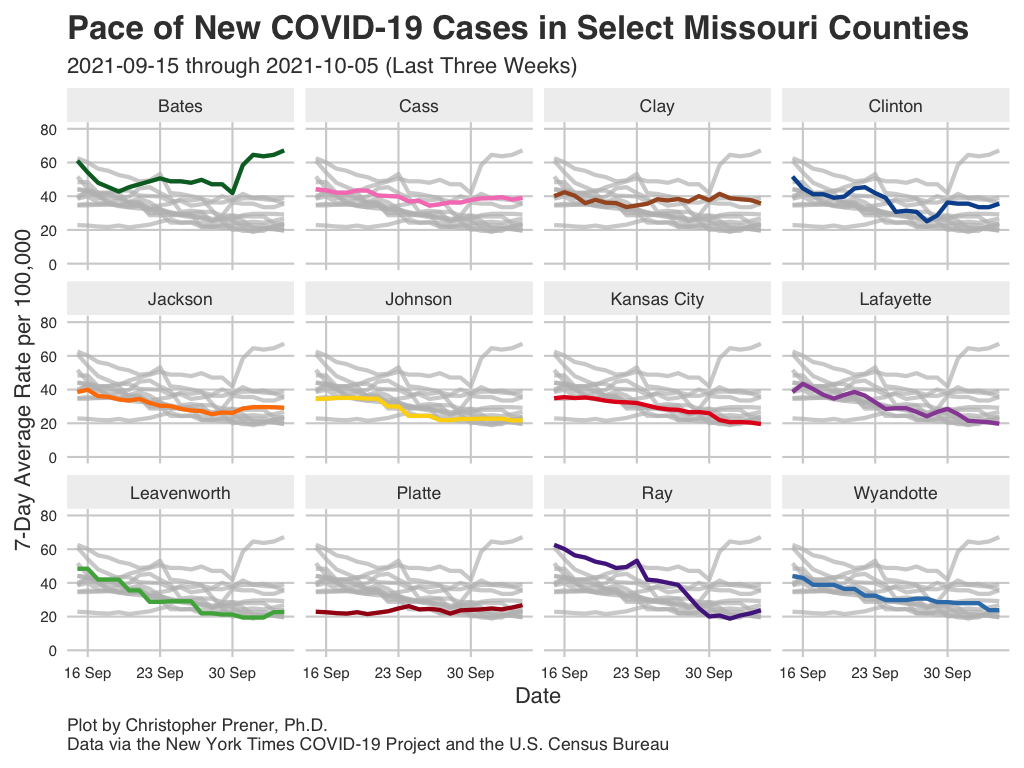 Pace of New COVID-19 Cases in Select Missouri Counties
2021-09-15 through 2021-10-05 (Last Three Weeks)
Bates
Cass
Clay
Clinton
80
60
40
20
0
Jackson
Johnson
Kansas City
Lafayette
80
60
40
20
0
Leavenworth
Platte
Ray
Wyandotte
80
60
40
20
0
7-Day Average Rate per 100,000
16 Sep
23 Sep
30 Sep
16 Sep
23 Sep
30 Sep
16 Sep
23 Sep
30 Sep
16 Sep
23 Sep
30 Sep
Date
Plot by Christopher Prener, Ph.D.
Data via the New York Times COVID-19 Project and the U.S. Census Bureau